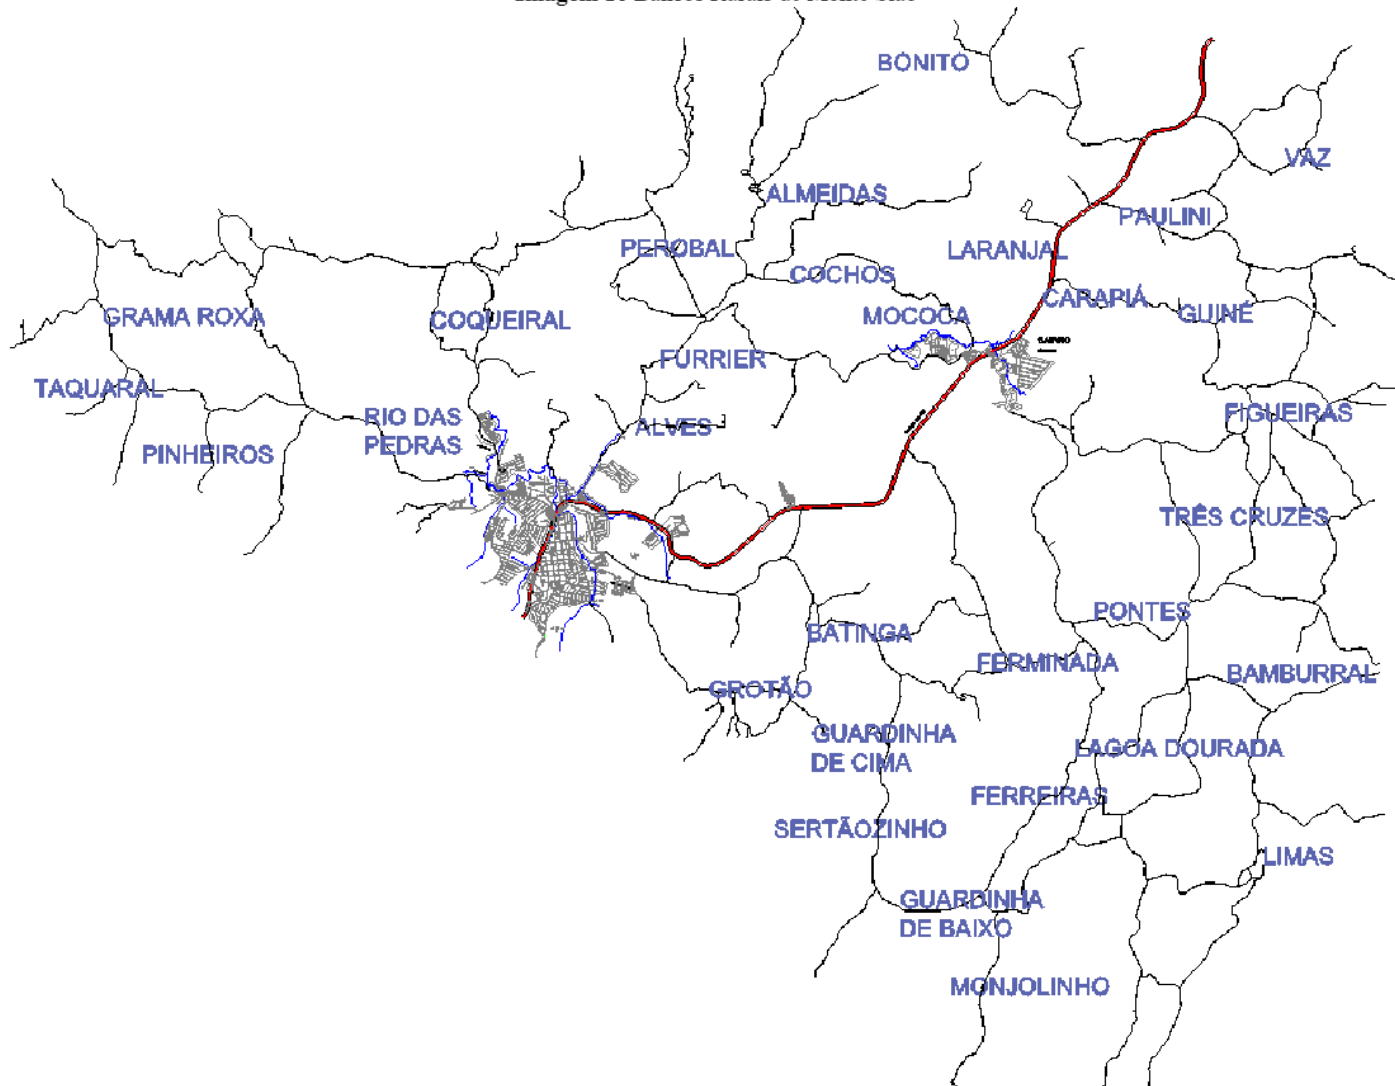 BONITO
VAZ
ALMEIDAS
PAULINI
PEROBAL
LARANJAL
COCHOS
CARAPIÁ
GRAMA ROXA
COQUEIRAL
MOCOCA
GUINÉ
FURRIER
TAQUARAL
RIO DAS
PEDRAS
ALVES
FIGUEIRAS
PINHEIROS
TRÊS CRUZES
PONTES
BATINGA
FERMINADA
BAMBURRAL
GROTÃO
GUARDINHA
DE CIMA
LAGOA DOURADA
FERREIRAS
SERTÃOZINHO
LIMAS
GUARDINHA
DE BAIXO
MONJOLINHO